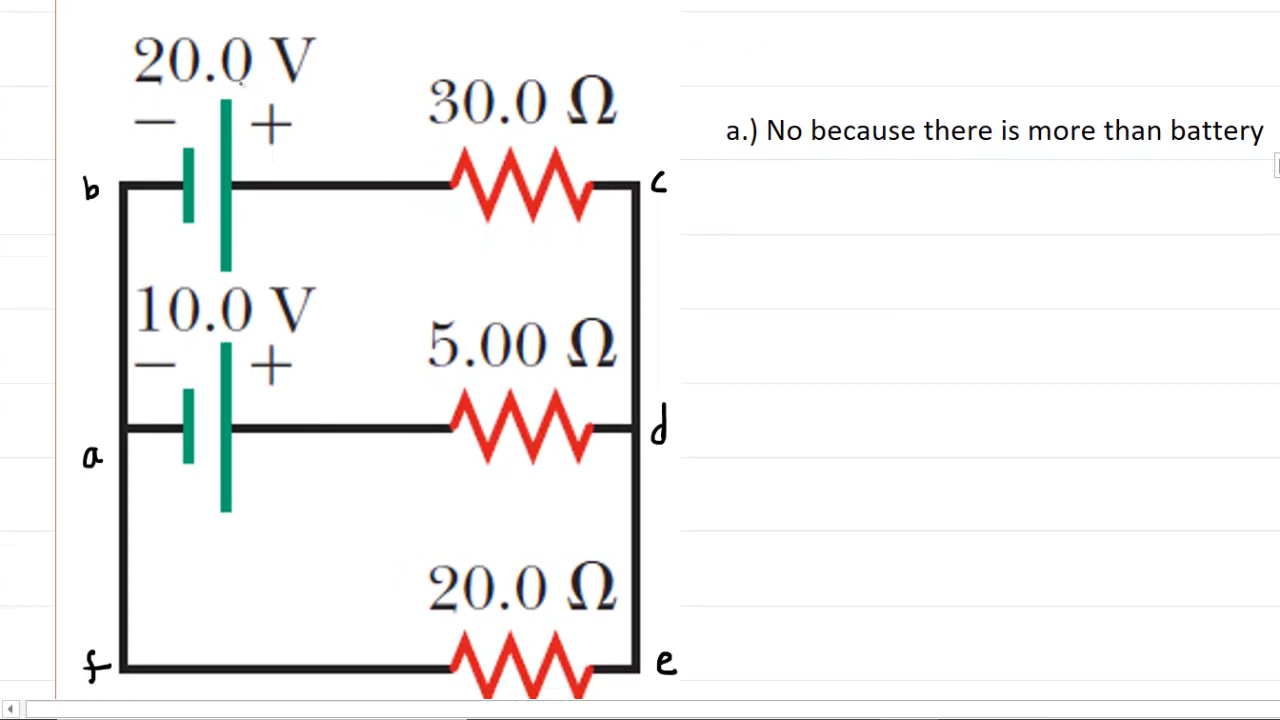 20.0 V
− +
30.0 Ω
a.) No because there is more than battery
b
c
10.0 V
− +
5.00 Ω
a
d
20.0 Ω
f
e